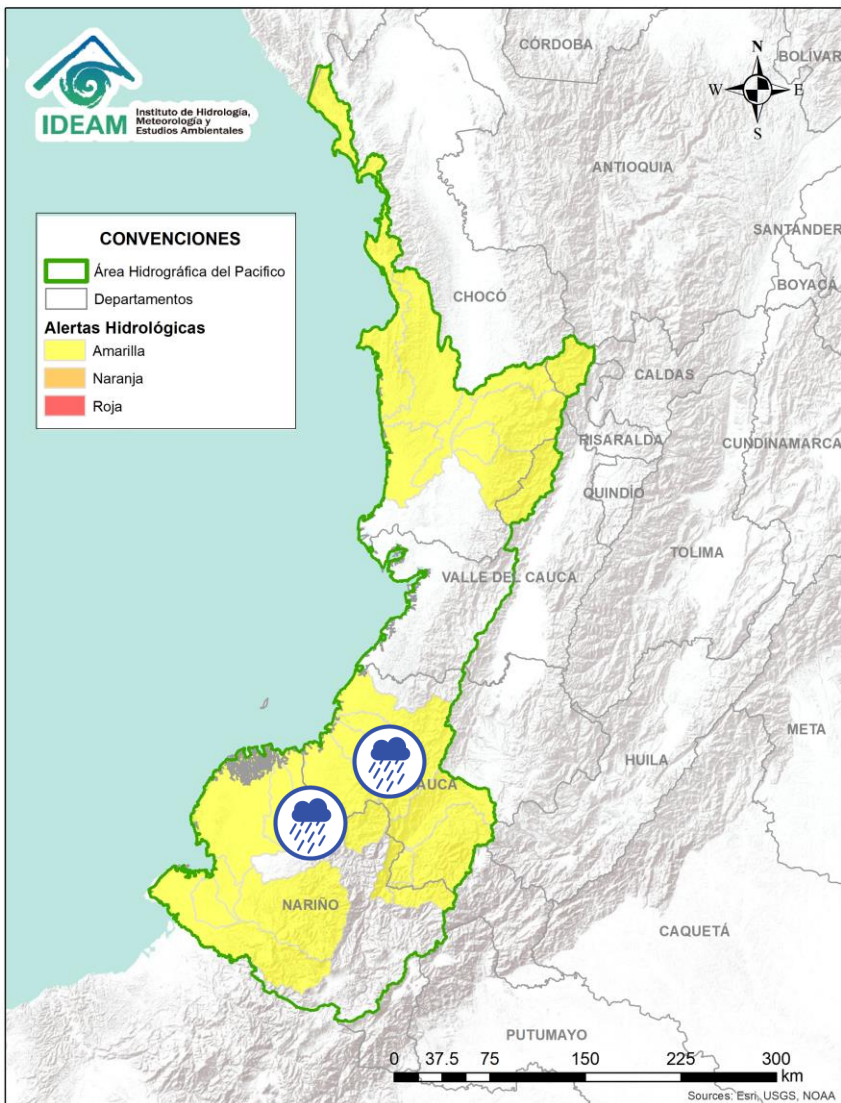 IDEAM
Instituto de Hidrología,
Meteorología y
Estudios Ambientales
CÓRDOBA
BOLÍVAR
N
W
E
S
ANTIOQUIA
SANTANDER
BOYACÁ
CONVENCIONES
Área Hidrográfica del Pacifico
Departamentos
Alertas Hidrológicas
Amarilla
Naranja
Roja
CHOCÓ
CALDAS
RISARALDA
CUNDINAMARCA
QUINDÍO
TOLIMA
VALLE DEL CAUCA
META
HUILA
AUCA
NARIÑO
CAQUETÁ
PUTUMAYO
0 37.5 75 150 225 300
km
Sources: Esri, USGS, NOAA